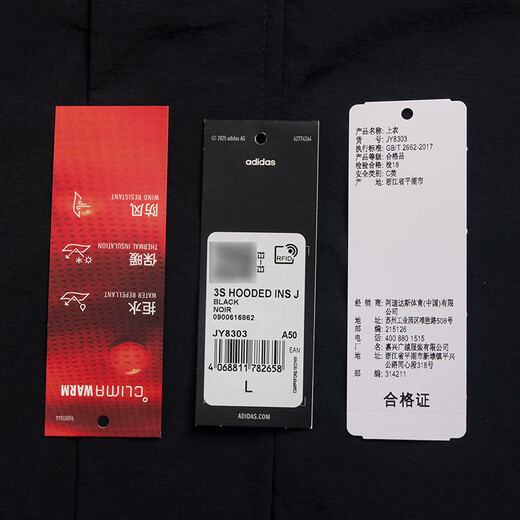 防风
WIND RESISTANT
保暖
THERMAL INSULATION
拒水
WATER REPELLANT
CLIMAWARM
© 2025 adidas AG
62774264
adidas
RFID
3S HOODED INS J
BLACK
NOIR
0900616862
JY8303
A50
EAN
4 068811 782658
L
ADIDAS.COM
产品名称: 上衣
货号: JY8303
执行标准: GB/T 2662-2017
产品等级: 合格品
检验合格: 检18
安全类别: C类
产地: 浙江省平湖市
经销商: 阿迪达斯体育(中国)有限
公司
地址: 苏州工业园区唯胜路508号
邮编: 215126
电话: 400 880 1515
厂名: 嘉兴广越服装有限公司
地址: 浙江省平湖市新埭镇平兴
公路同心段318号
邮编: 314211
合格证